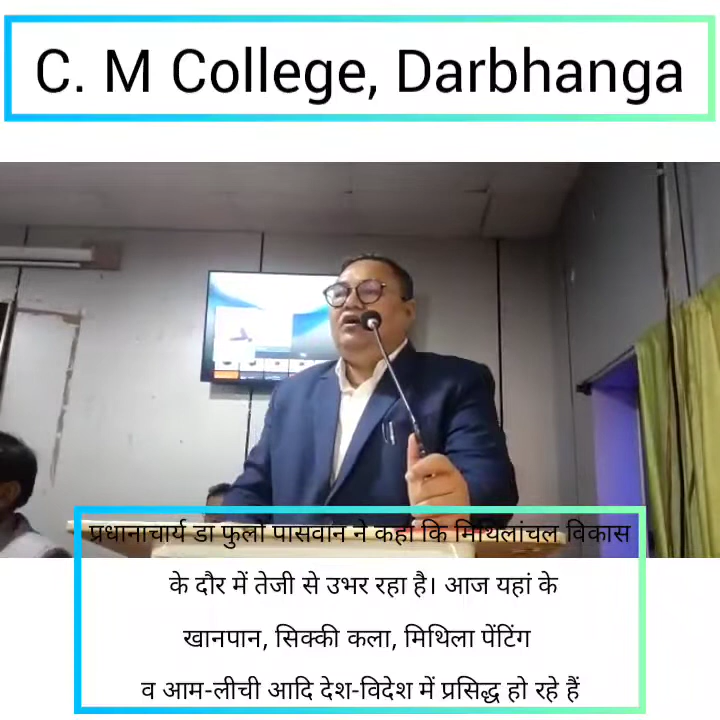 C. M College, Darbhanga
प्रधानाचार्य डॉ फुलो पासवान ने कहा कि मिथिलांचल विकास
के दौर में तेजी से उभर रहा है। आज यहां के
खानपान, सिक्की कला, मिथिला पेंटिंग
व आम-लीची आदि देश-विदेश में प्रसिद्ध हो रहे हैं